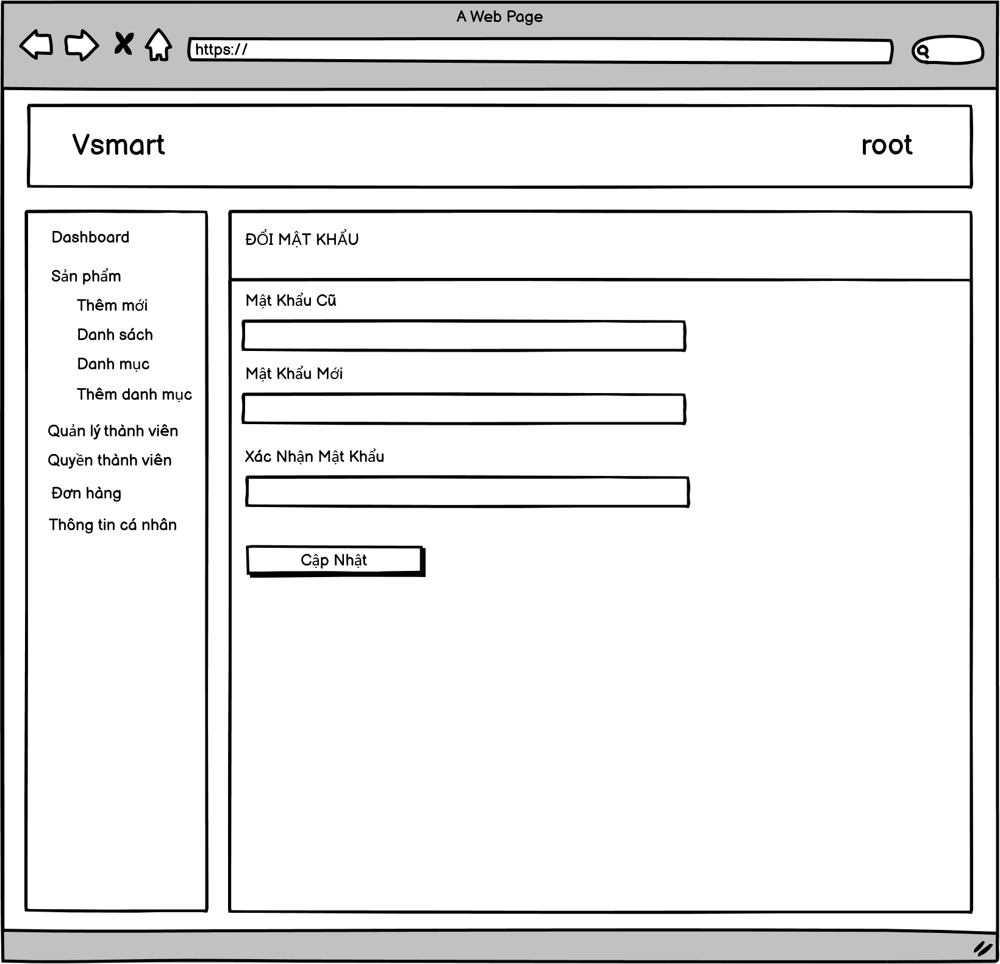 A Web Page
https://
Vsmart
root
Dashboard
Sản phẩm
Thêm mới
Danh sách
Danh mục
Thêm danh mục
Quản lý thành viên
Quyền thành viên
Đơn hàng
Thông tin cá nhân
ĐỔI MẬT KHẨU
Mật Khẩu Cũ
Mật Khẩu Mới
Xác Nhận Mật Khẩu
Cập Nhật